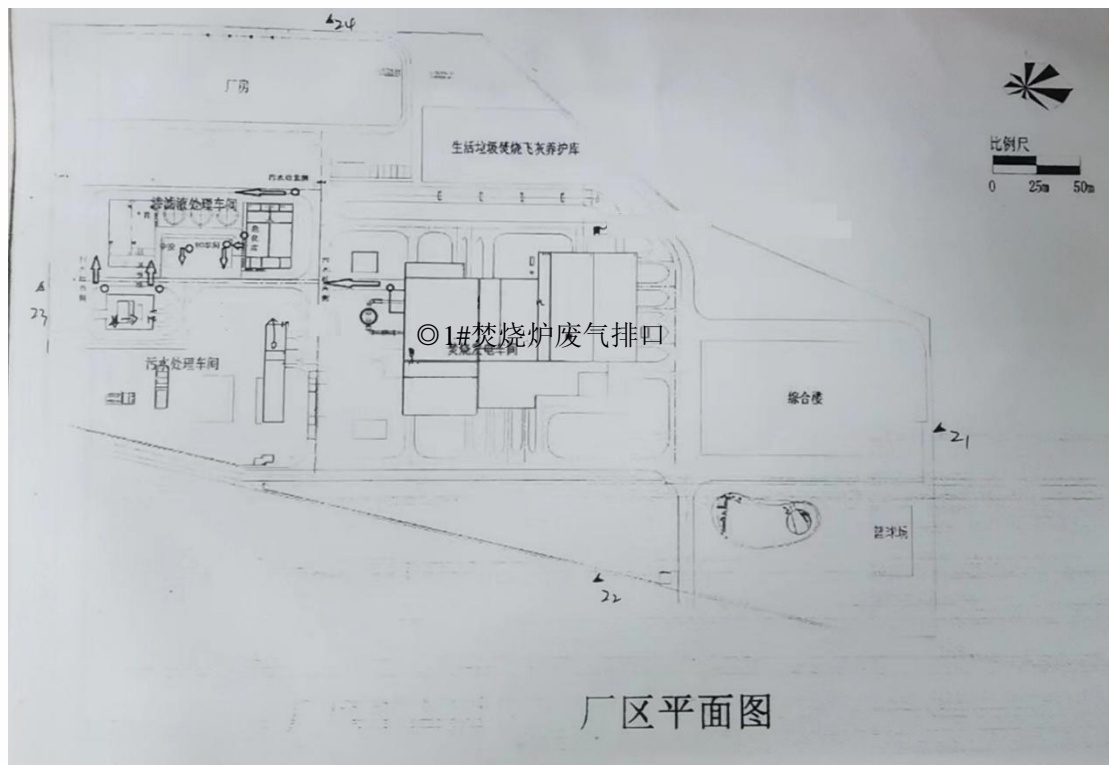 ▲24
厂房
生活垃圾焚烧飞灰养护库
比例尺
0 25m 50m
渗滤液处理车间
▲23
◎1#焚烧炉废气排口
焚烧发电车间
污水处理车间
综合楼
▲21
篮球场
▲22
厂区平面图